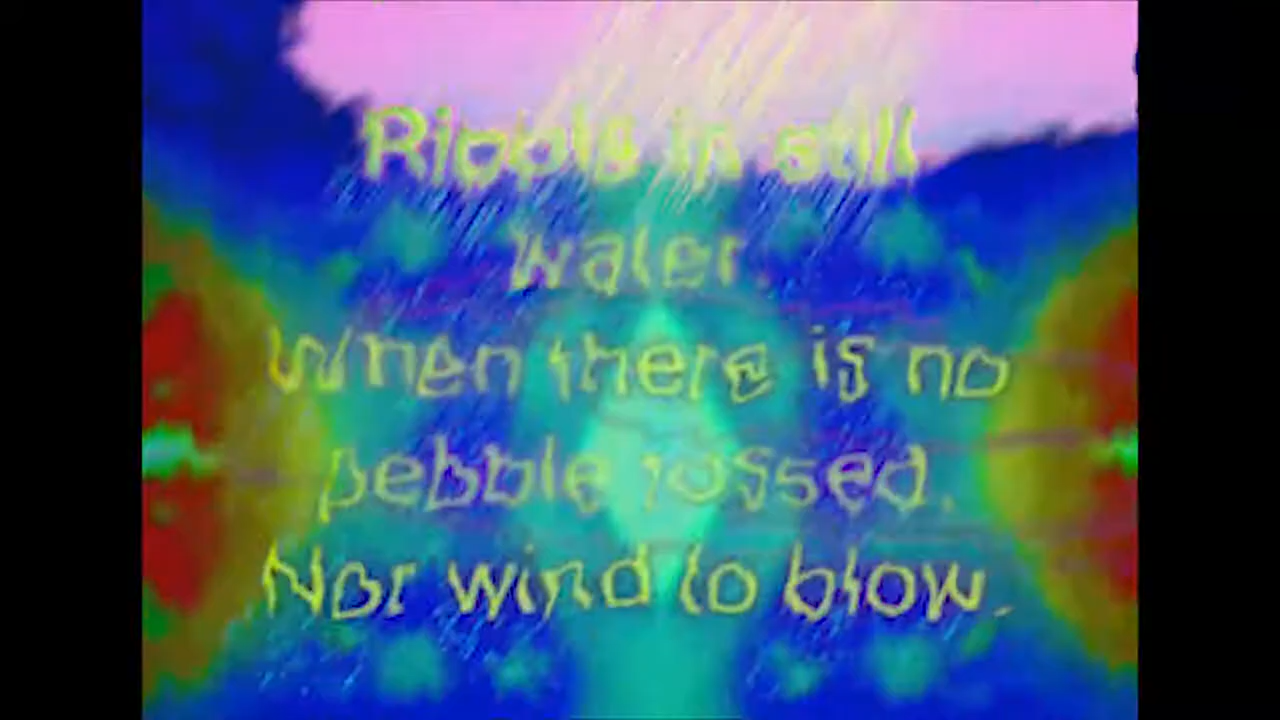 Ripple in still
water.
When there is no
pebble tossed.
Nor wind to blow.